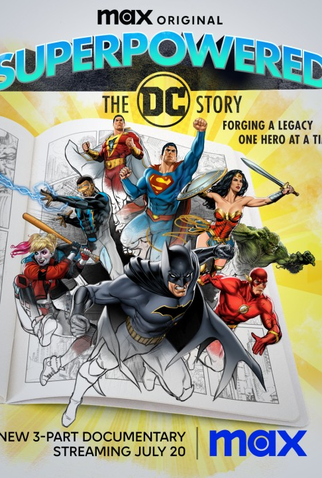 max ORIGINAL
SUPERPOWERED
THE DC STORY
FORGING A LEGACY
ONE HERO AT A TI
NEW 3-PART DOCUMENTARY
STREAMING JULY 20
max